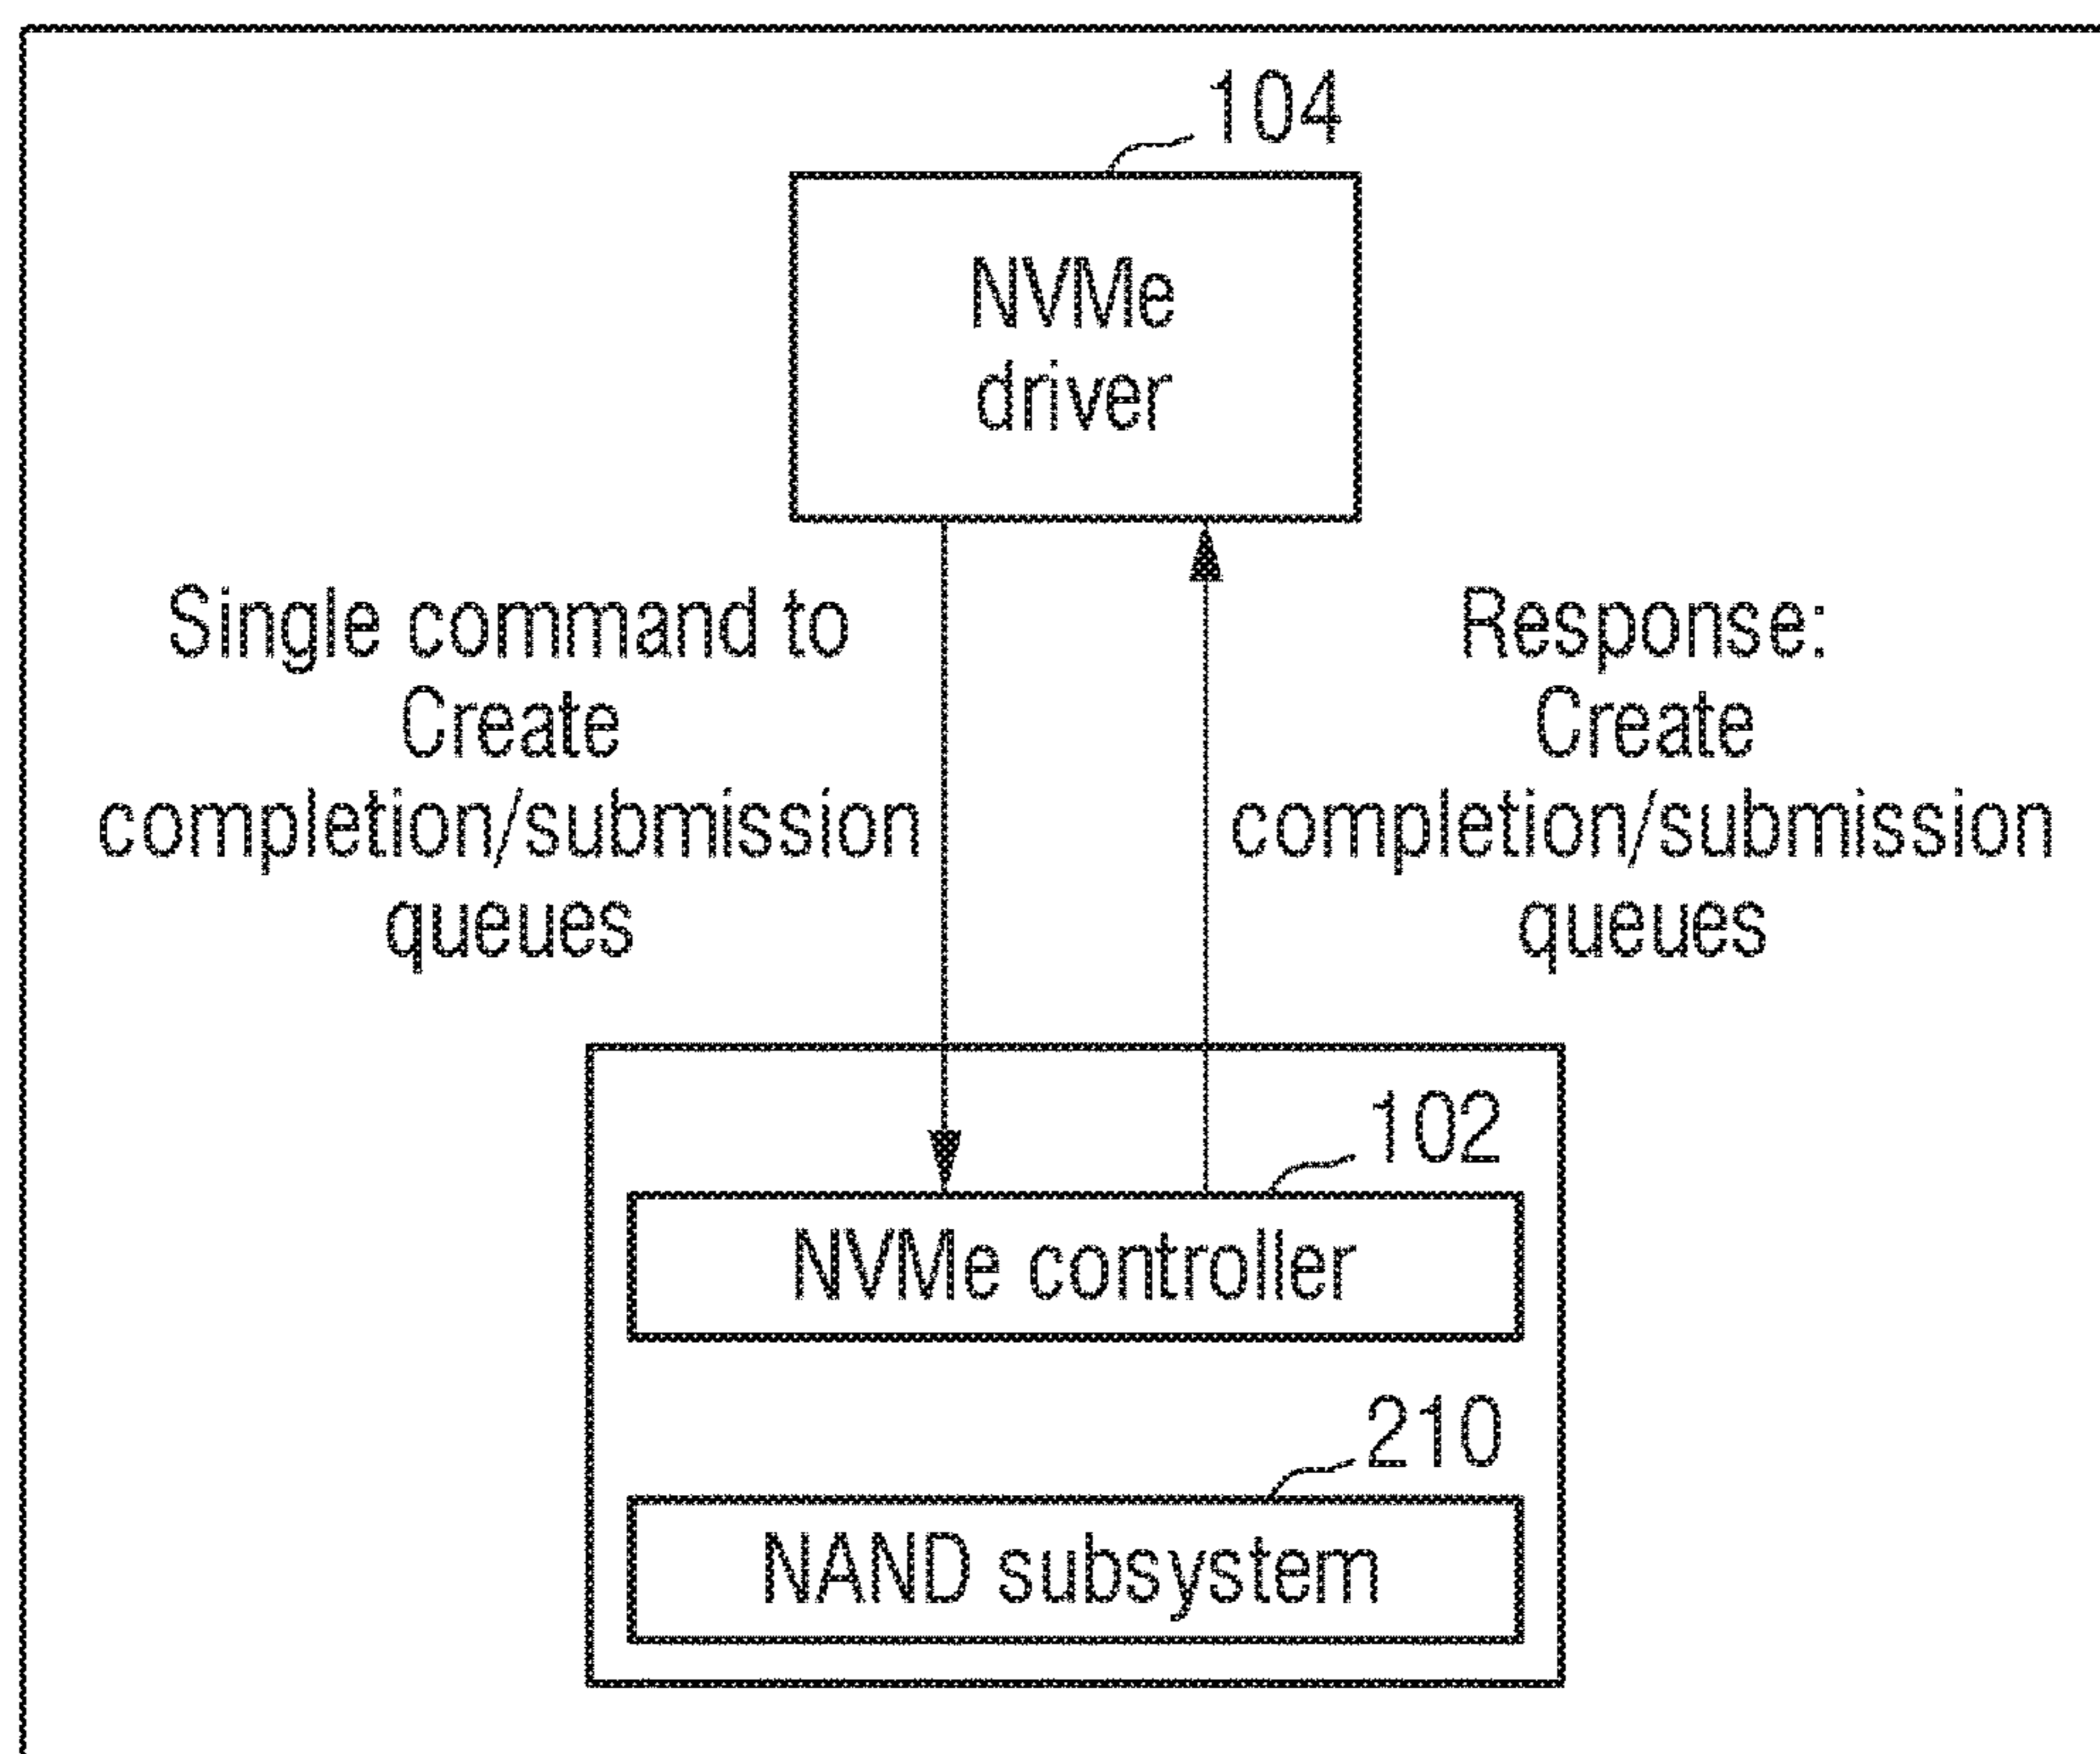 104
NVMe
driver
Single command to
Create
completion/submission
queues
Response:
Create
completion/submission
queues
102
NVMe controller
210
NAND subsystem